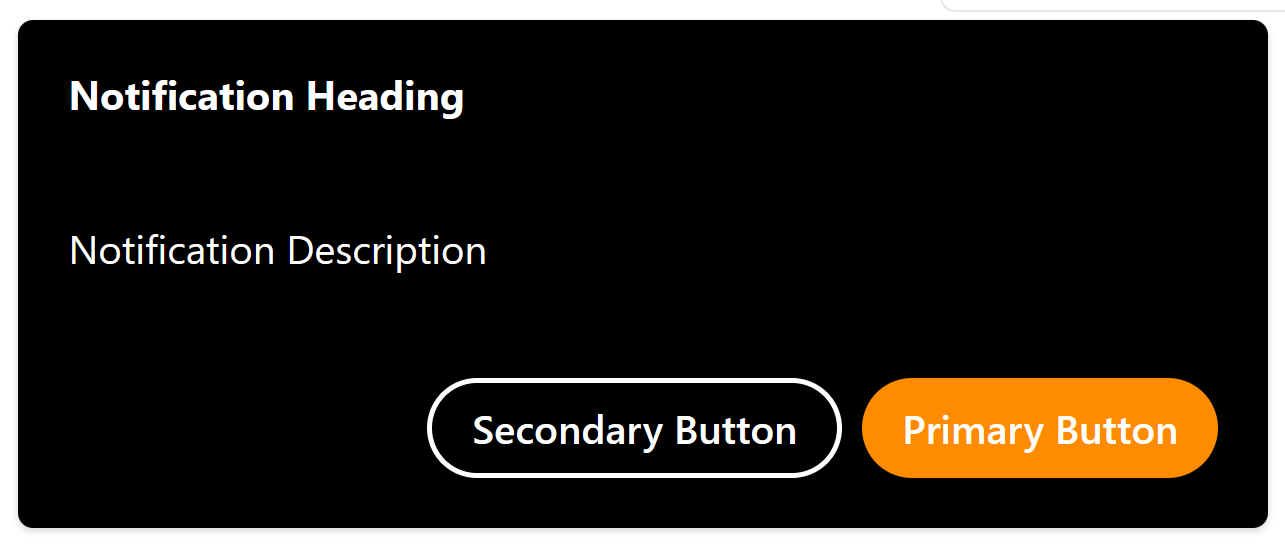 Notification Heading
Notification Description
Secondary Button
Primary Button